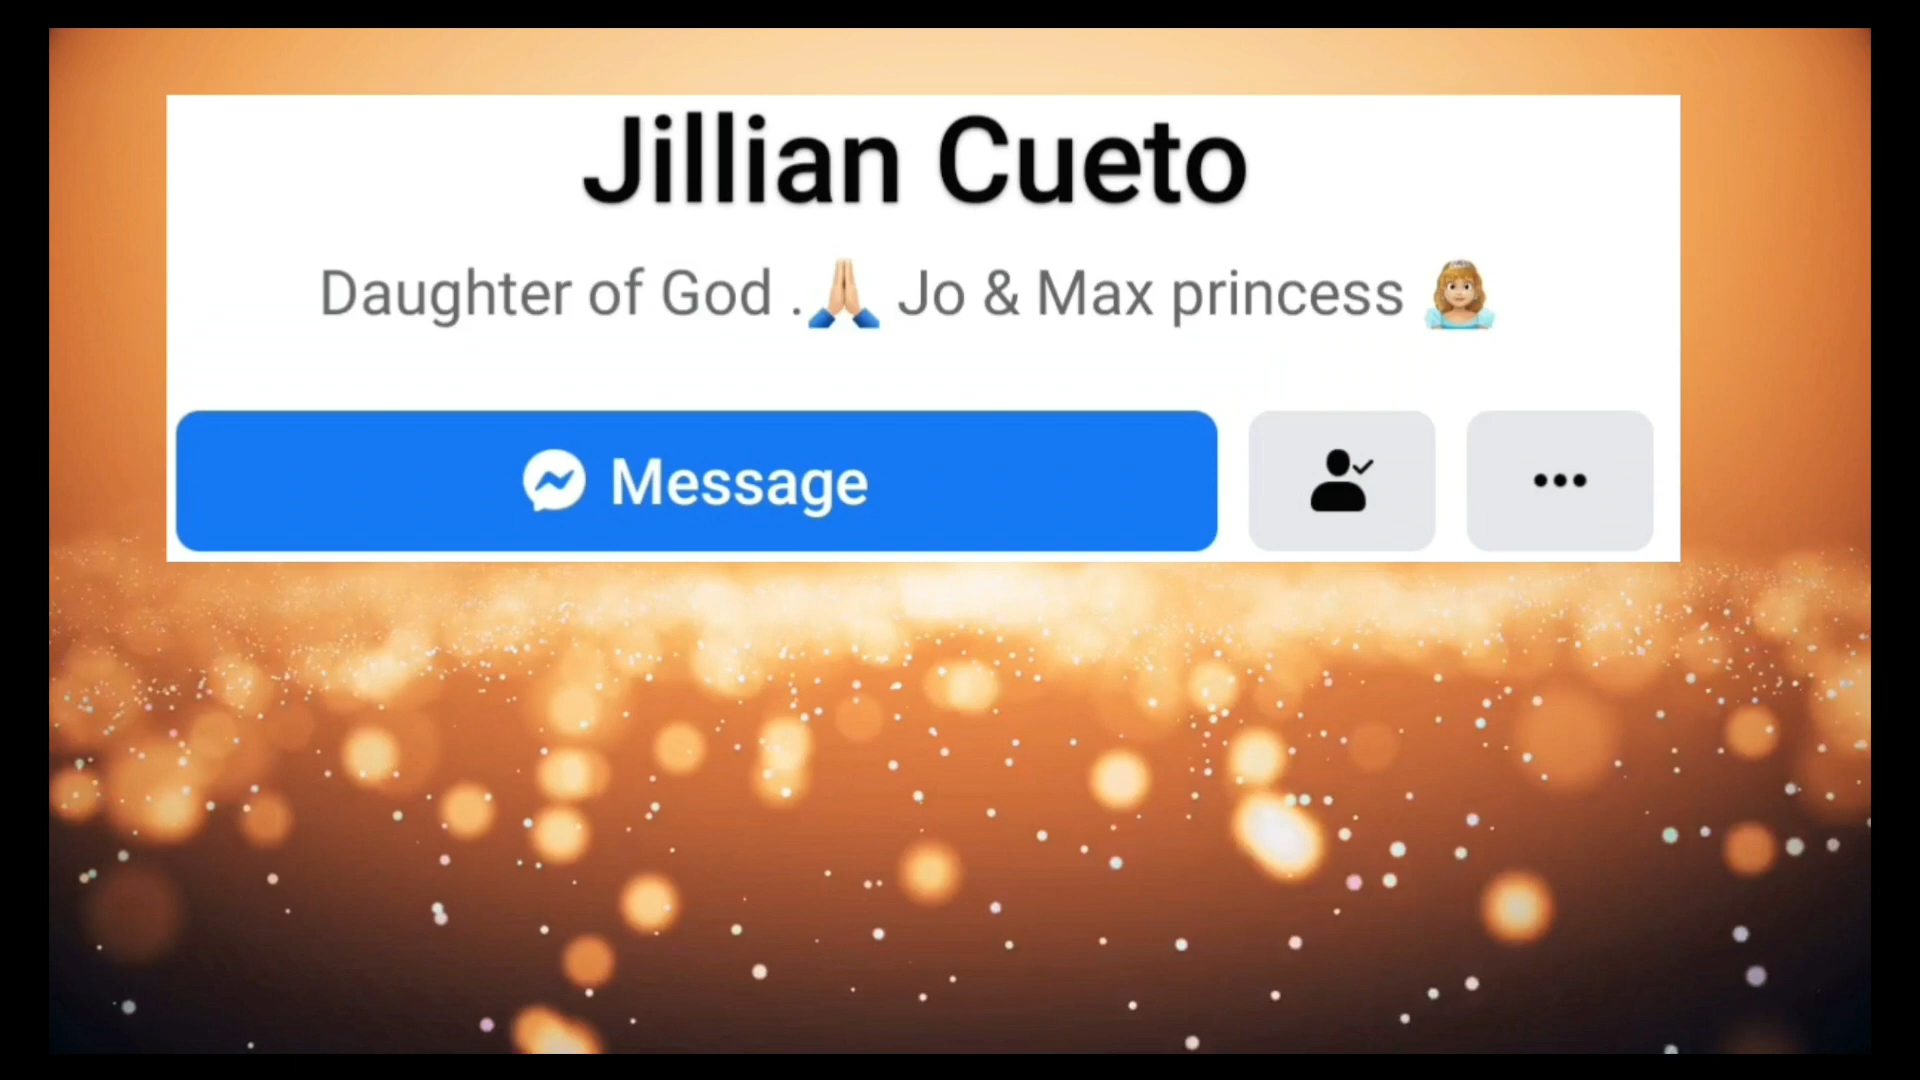 Jillian Cueto
Daughter of God .🙏🏼 Jo & Max princess 👸🏼
Message